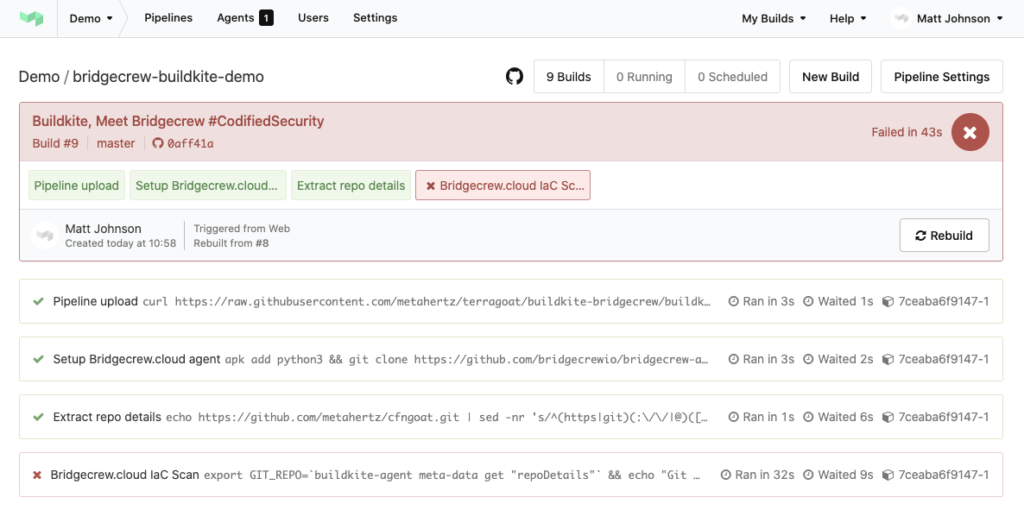 Demo Pipelines Agents 1 Users Settings My Builds Help Matt Johnson
Demo / bridgecrew-buildkite-demo 9 Builds 0 Running 0 Scheduled New Build Pipeline Settings
Buildkite, Meet Bridgecrew #CodifiedSecurity
Build #9 master 0aff41a Failed in 43s
Pipeline upload Setup Bridgecrew.cloud... Extract repo details Bridgecrew.cloud IaC Sc...
Matt Johnson Triggered from Web
Created today at 10:58 Rebuilt from #8 Rebuild
Pipeline upload curl https://raw.githubusercontent.com/metahertz/terragoat/buildkite-bridgecrew/buildk… Ran in 3s Waited 1s 7ceaba6f9147-1
Setup Bridgecrew.cloud agent apk add python3 && git clone https://github.com/bridgecrewio/bridgecrew-a… Ran in 3s Waited 2s 7ceaba6f9147-1
Extract repo details echo https://github.com/metahertz/cfngoat.git | sed -nr 's/^(https|git)(:\/\/|@)([… Ran in 1s Waited 6s 7ceaba6f9147-1
Bridgecrew.cloud IaC Scan export GIT_REPO=`buildkite-agent meta-data get "repoDetails"` && echo "Git … Ran in 32s Waited 9s 7ceaba6f9147-1